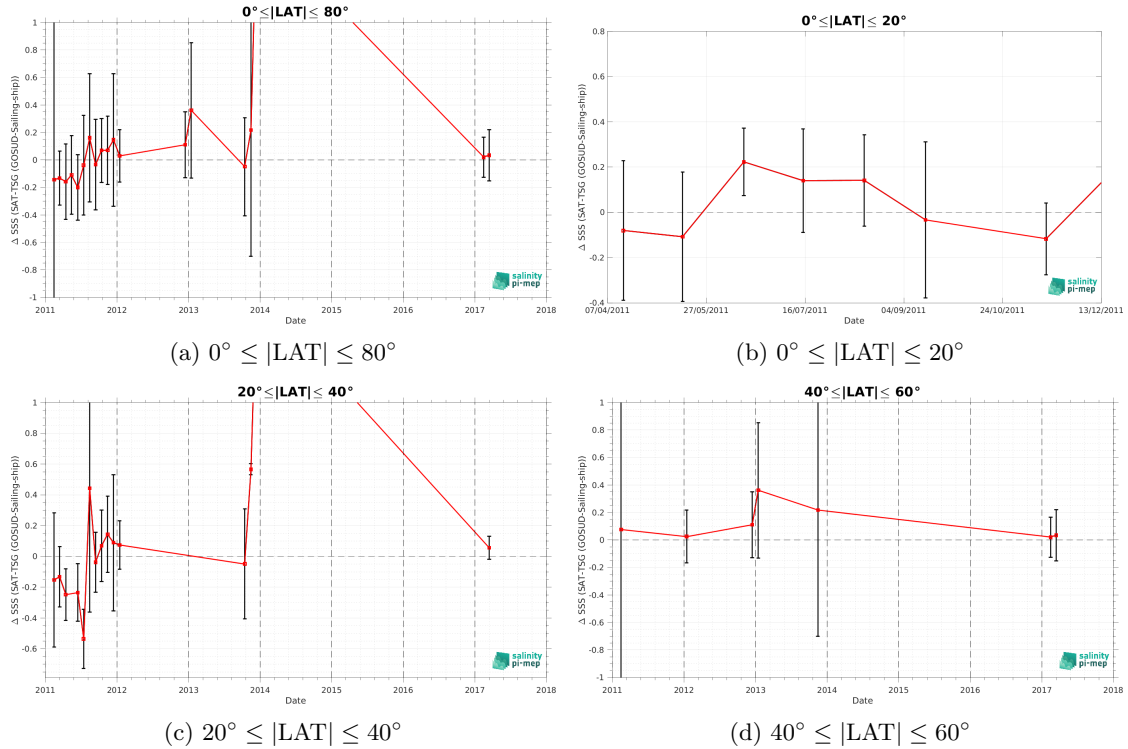 0°≤|LAT|≤ 80°
Δ SSS (SAT-TSG (GOSUD-Sailing-ship))
1
0.8
0.6
0.4
0.2
0
-0.2
-0.4
-0.6
-0.8
-1
2011 2012 2013 2014 2015 2016 2017 2018
Date
salinity
pi-mep
(a) 0° ≤ |LAT| ≤ 80°
0°≤|LAT|≤ 20°
Δ SSS (SAT-TSG (GOSUD-Sailing-ship))
0.8
0.6
0.4
0.2
0
-0.2
-0.4
07/04/2011 27/05/2011 16/07/2011 04/09/2011 24/10/2011 13/12/2011
Date
salinity
pi-mep
(b) 0° ≤ |LAT| ≤ 20°
20°≤|LAT|≤ 40°
Δ SSS (SAT-TSG (GOSUD-Sailing-ship))
1
0.8
0.6
0.4
0.2
0
-0.2
-0.4
-0.6
2011 2012 2013 2014 2015 2016 2017 2018
Date
salinity
pi-mep
(c) 20° ≤ |LAT| ≤ 40°
40°≤|LAT|≤ 60°
Δ SSS (SAT-TSG (GOSUD-Sailing-ship))
1
0.8
0.6
0.4
0.2
0
-0.2
-0.4
-0.6
-0.8
-1
2011 2012 2013 2014 2015 2016 2017 2018
Date
salinity
pi-mep
(d) 40° ≤ |LAT| ≤ 60°